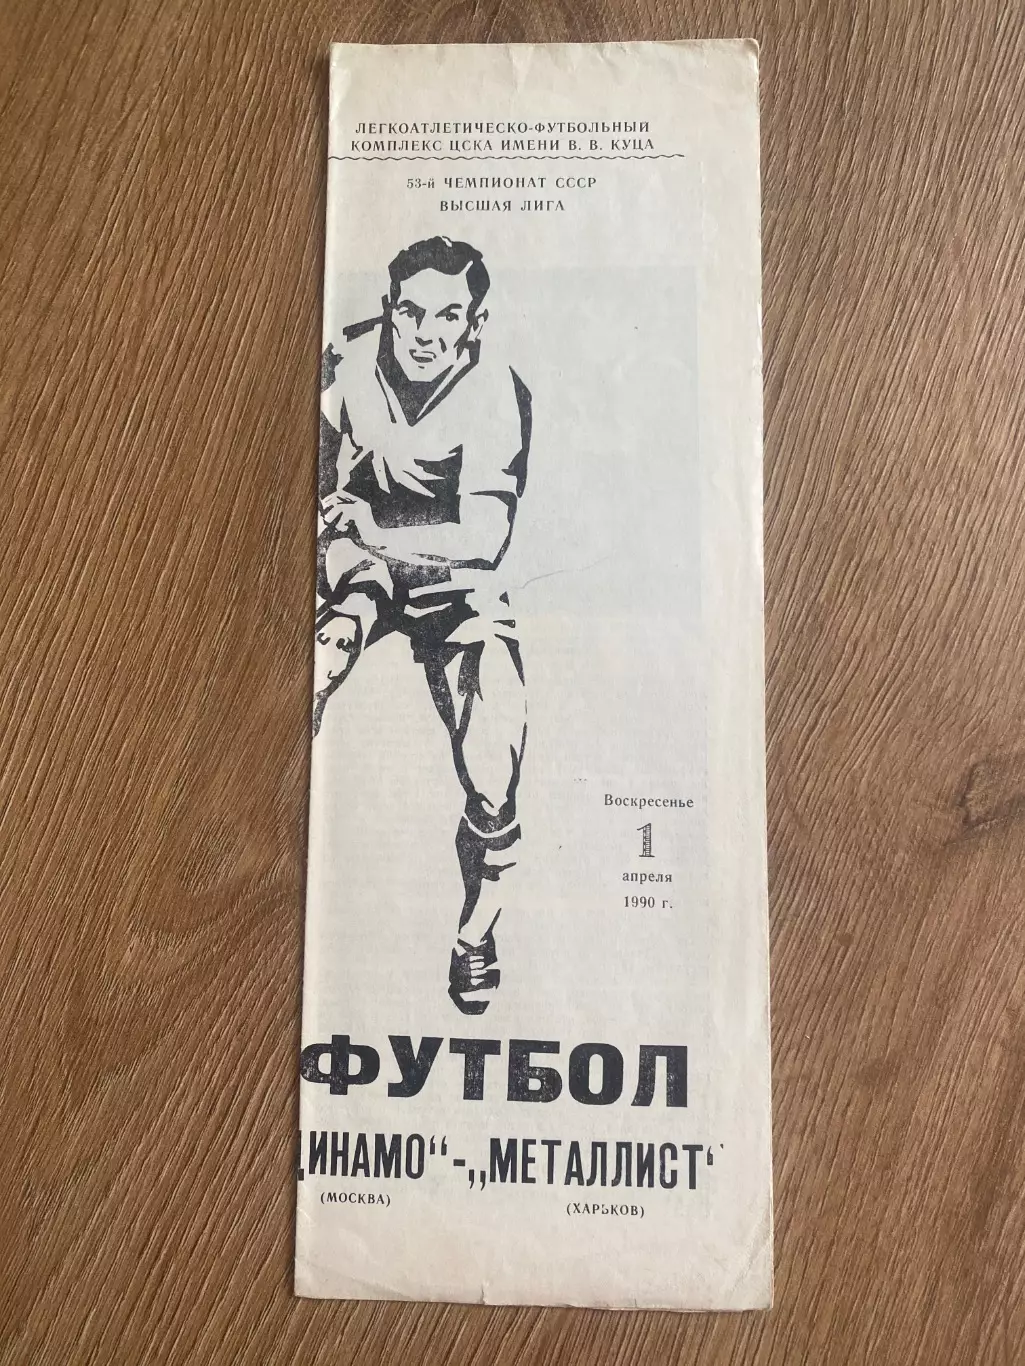 ЛЕГКОАТЛЕТИЧЕСКО-ФУТБОЛЬНЫЙ
КОМПЛЕКС ЦСКА ИМЕНИ В. В. КУЦА
53-й ЧЕМПИОНАТ СССР
ВЫСШАЯ ЛИГА
Воскресенье
1
апреля
1990 г.
ФУТБОЛ
ДИНАМО"-„МЕТАЛЛИСТ"
(МОСКВА)
(ХАРЬКОВ)